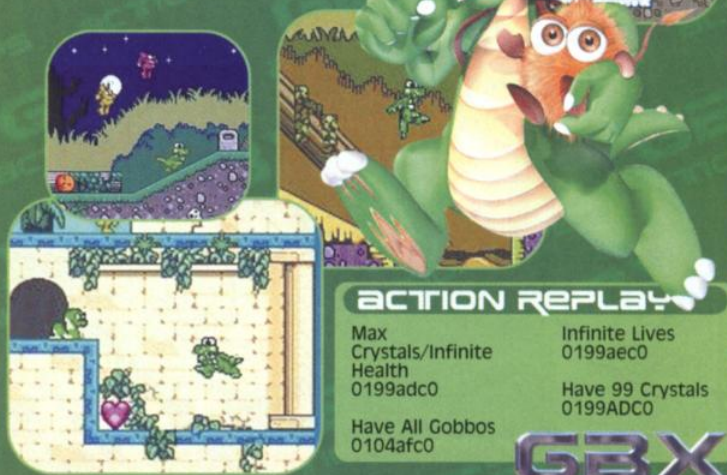 ACTION REPLAY
Max
Crystals/Infinite
Health
0199adc0
Have All Gobbos
0104afc0
Infinite Lives
0199aec0
Have 99 Crystals
0199ADC0
GBX